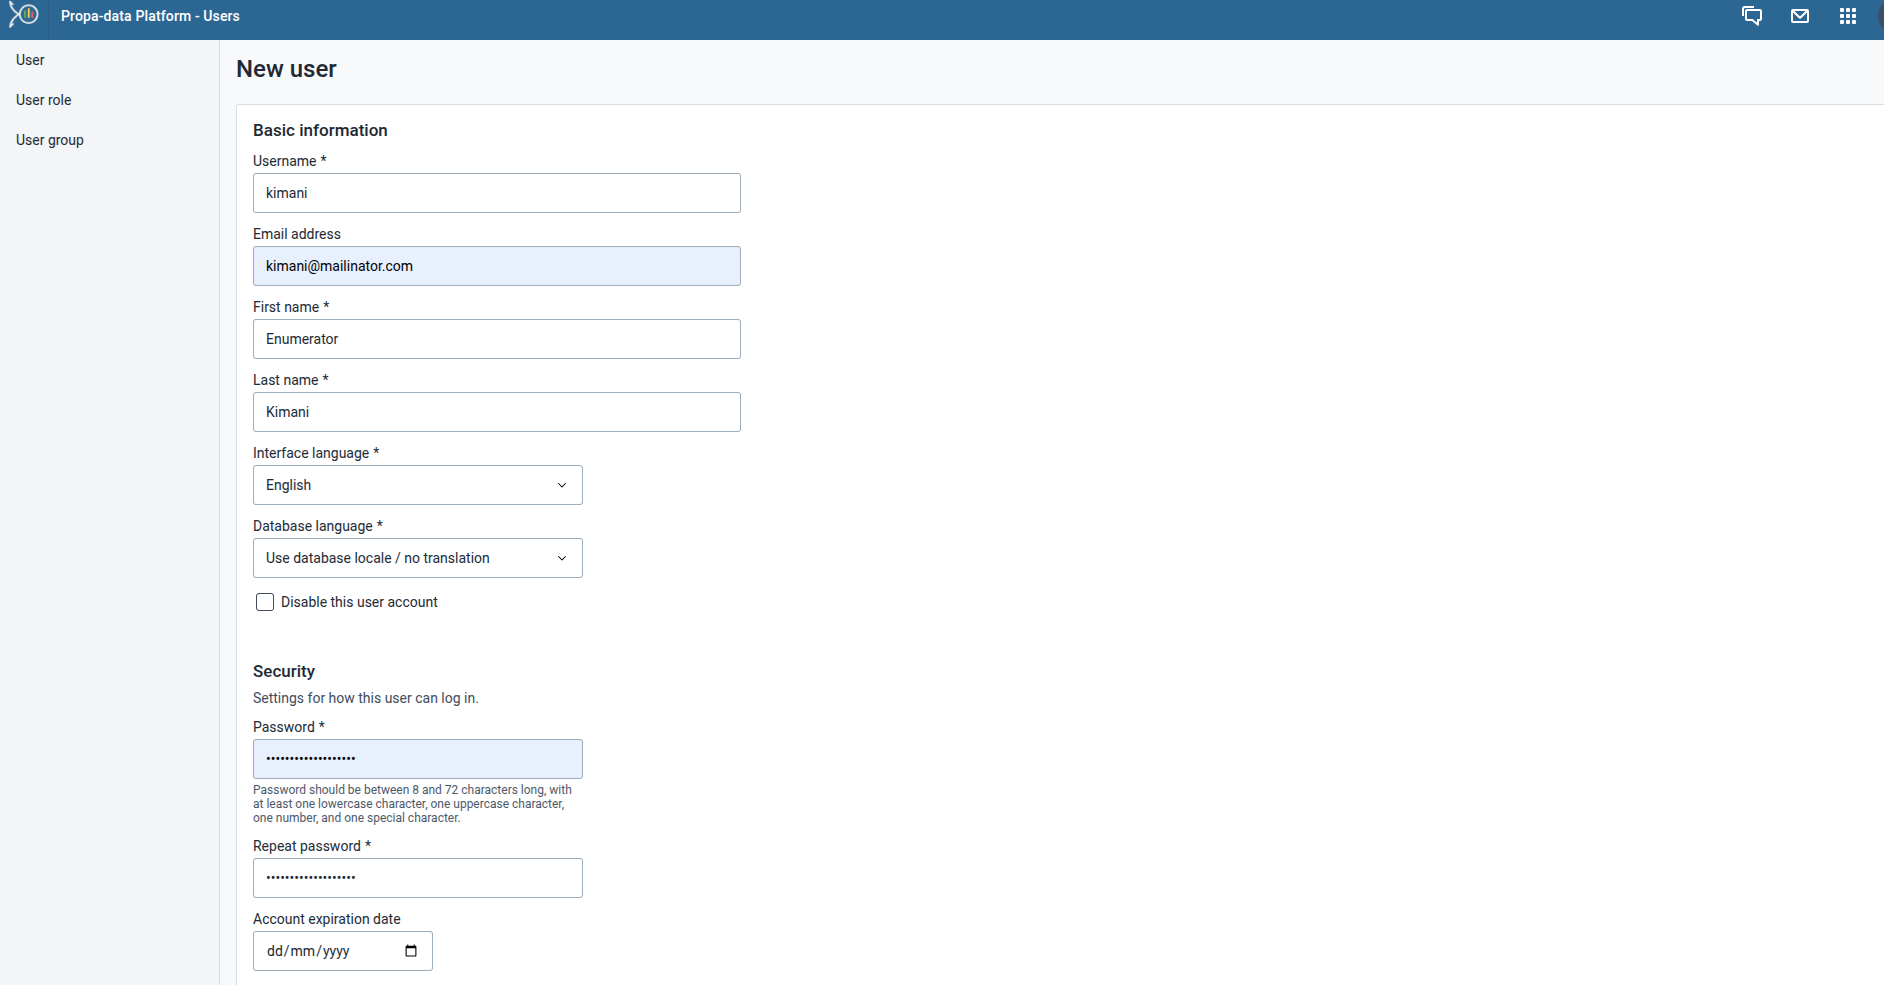 Propa-data Platform - Users
User
User role
User group
New user
Basic information
Username *
kimani
Email address
kimani@mailinator.com
First name *
Enumerator
Last name *
Kimani
Interface language *
English
Database language *
Use database locale / no translation
Disable this user account
Security
Settings for how this user can log in.
Password *
•••••••••••••••••••
Password should be between 8 and 72 characters long, with
at least one lowercase character, one uppercase character,
one number, and one special character.
Repeat password *
•••••••••••••••••••
Account expiration date
dd/mm/yyyy